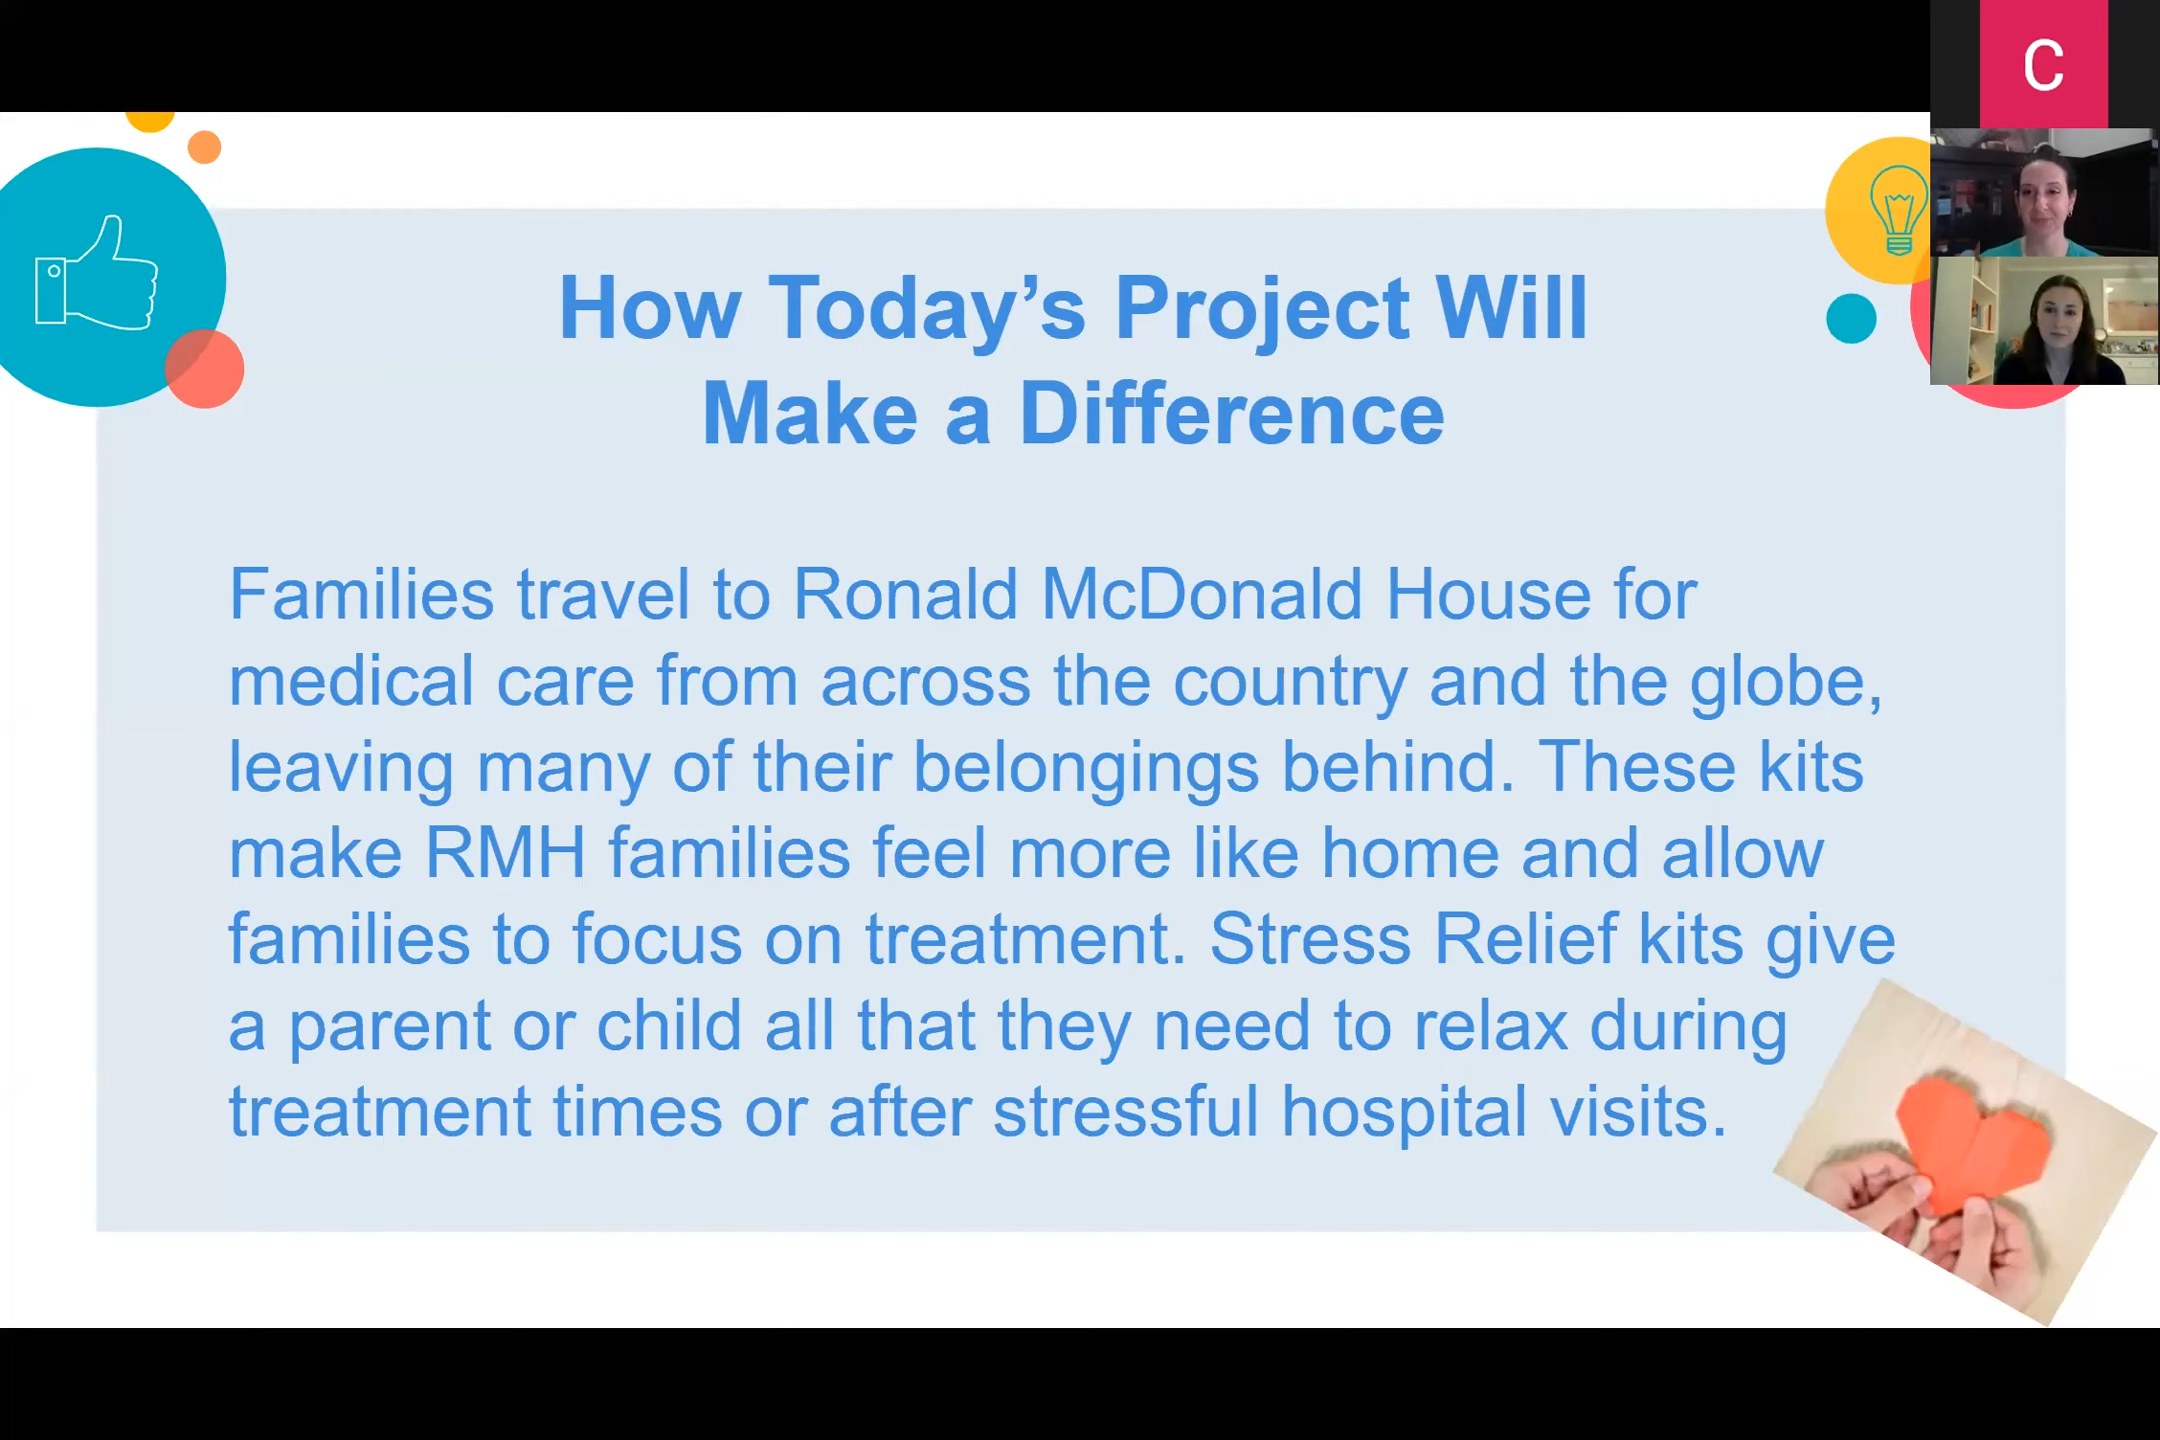 C
How Today’s Project Will
Make a Difference
Families travel to Ronald McDonald House for
medical care from across the country and the globe,
leaving many of their belongings behind. These kits
make RMH families feel more like home and allow
families to focus on treatment. Stress Relief kits give
a parent or child all that they need to relax during
treatment times or after stressful hospital visits.